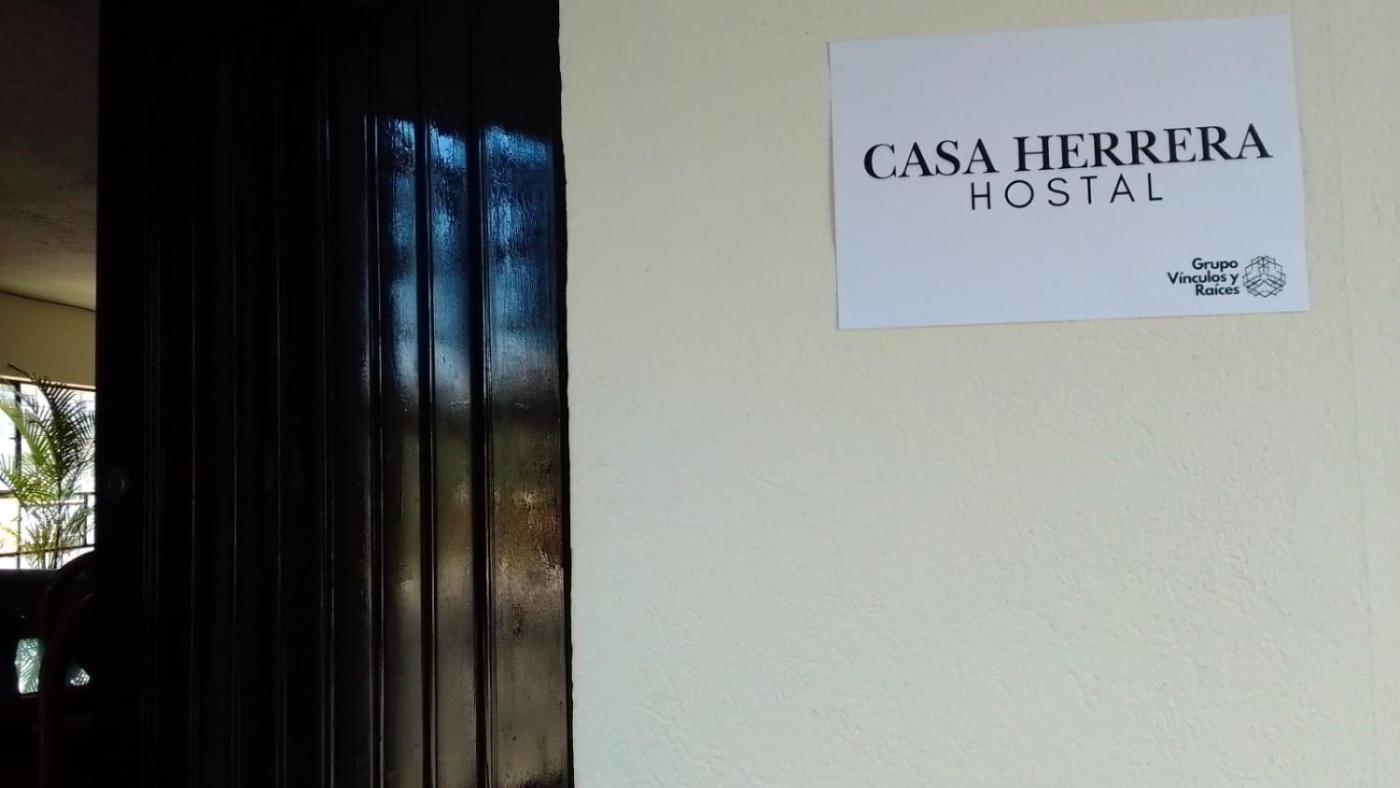 CASA HERRERA
HOSTAL
Grupo
Vínculos y
Raíces